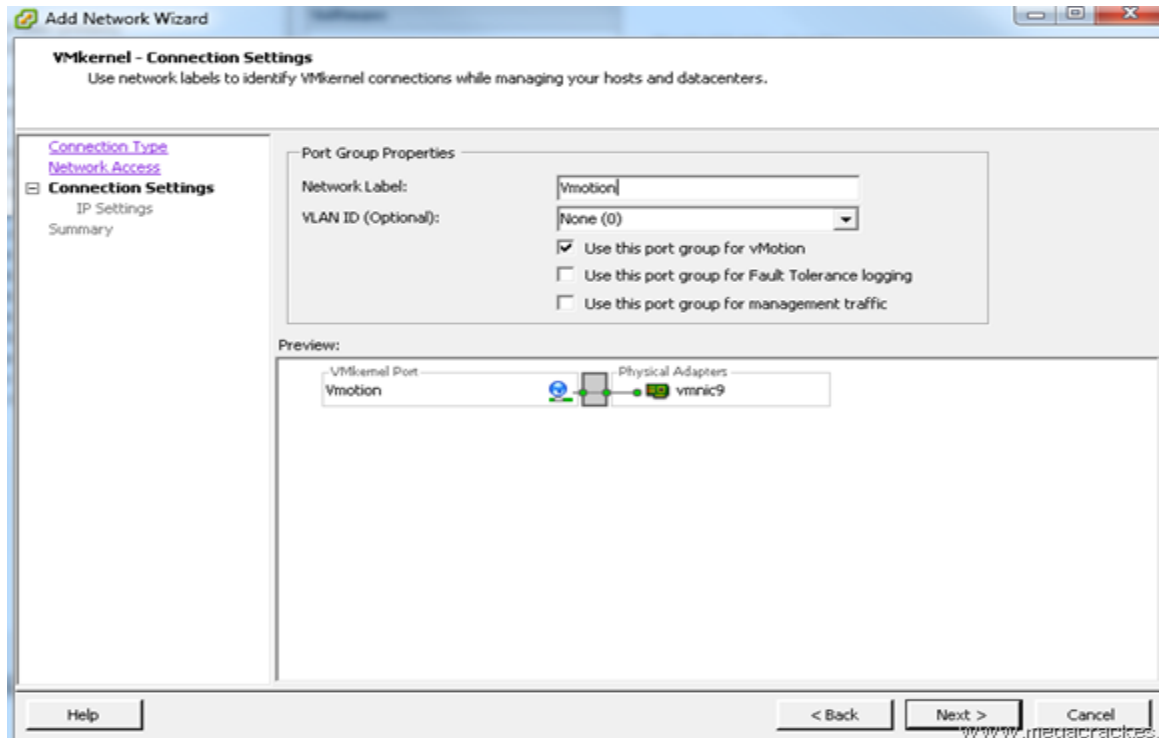 Add Network Wizard
VMkernel - Connection Settings
Use network labels to identify VMkernel connections while managing your hosts and datacenters.
Connection Type
Network Access
Connection Settings
IP Settings
Summary
Port Group Properties
Network Label:
Vmotion
VLAN ID (Optional):
None (0)
Use this port group for vMotion
Use this port group for Fault Tolerance logging
Use this port group for management traffic
Preview:
VMkernel Port
Vmotion
Physical Adapters
vmnic9
Help
< Back
Next >
Cancel